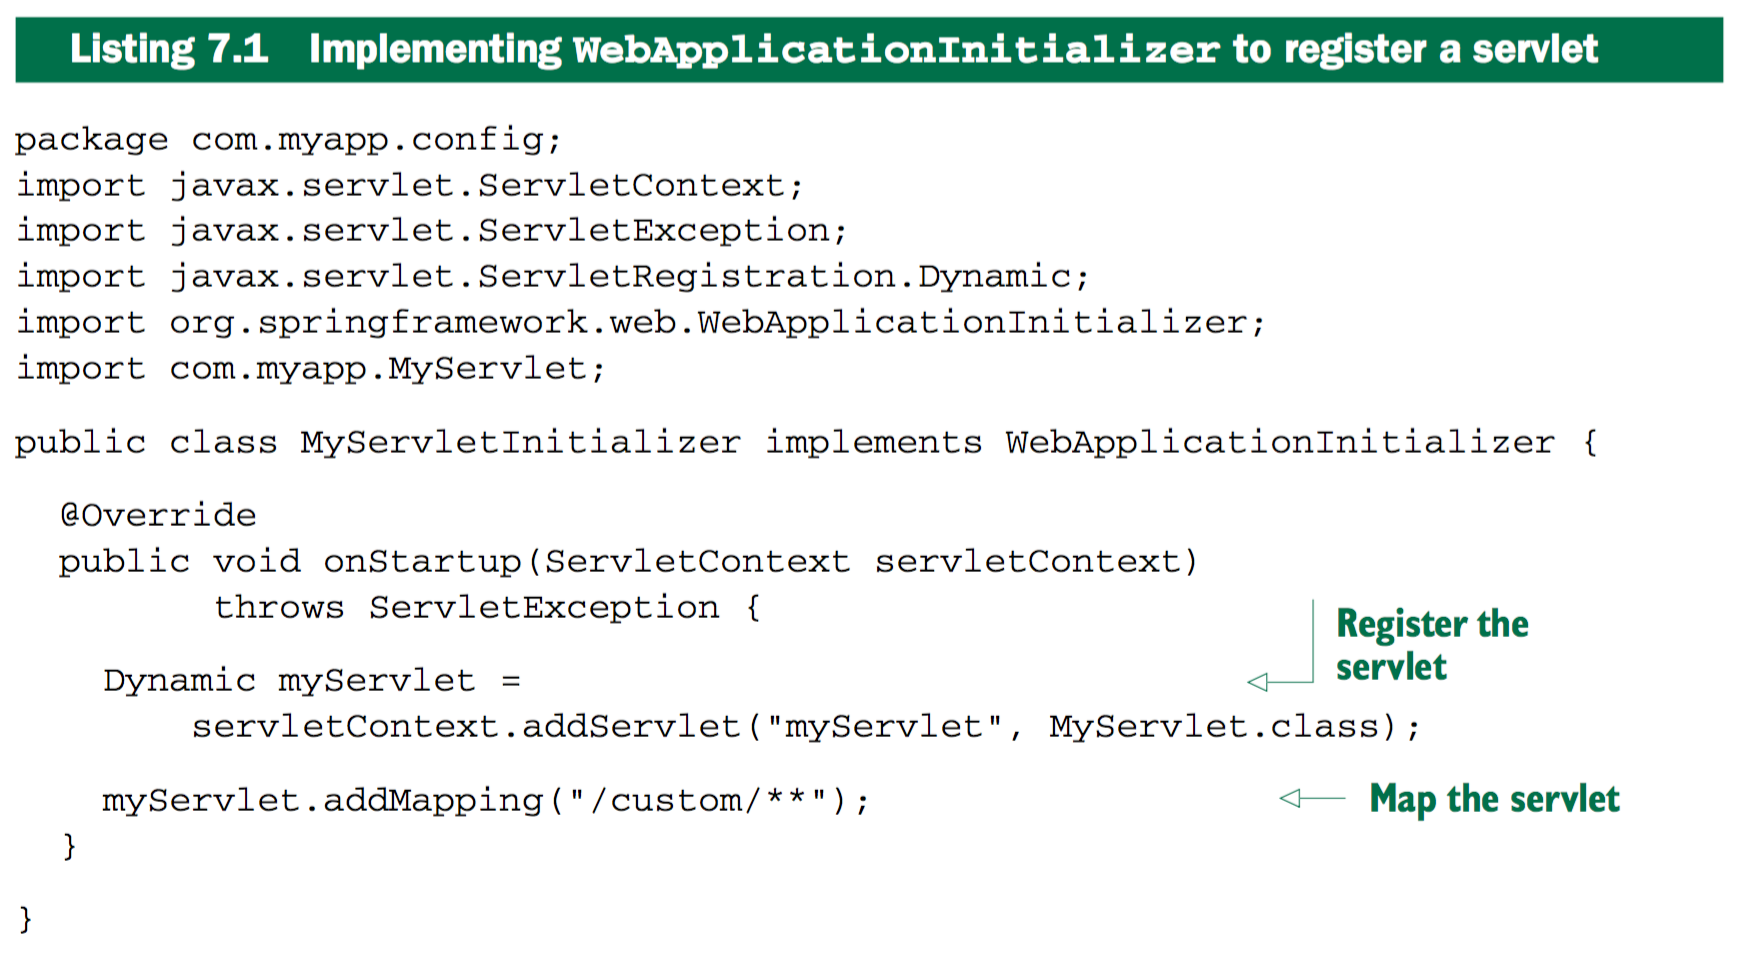 Listing 7.1 Implementing WebApplicationInitializer to register a servlet
package com.myapp.config;
import javax.servlet.ServletContext;
import javax.servlet.ServletException;
import javax.servlet.ServletRegistration.Dynamic;
import org.springframework.web.WebApplicationInitializer;
import com.myapp.MyServlet;
public class MyServletInitializer implements WebApplicationInitializer {
@Override
public void onStartup(ServletContext servletContext)
throws ServletException {
Register the
servlet
Dynamic myServlet =
servletContext.addServlet("myServlet", MyServlet.class);
myServlet.addMapping("/custom/**");
Map the servlet
}
}